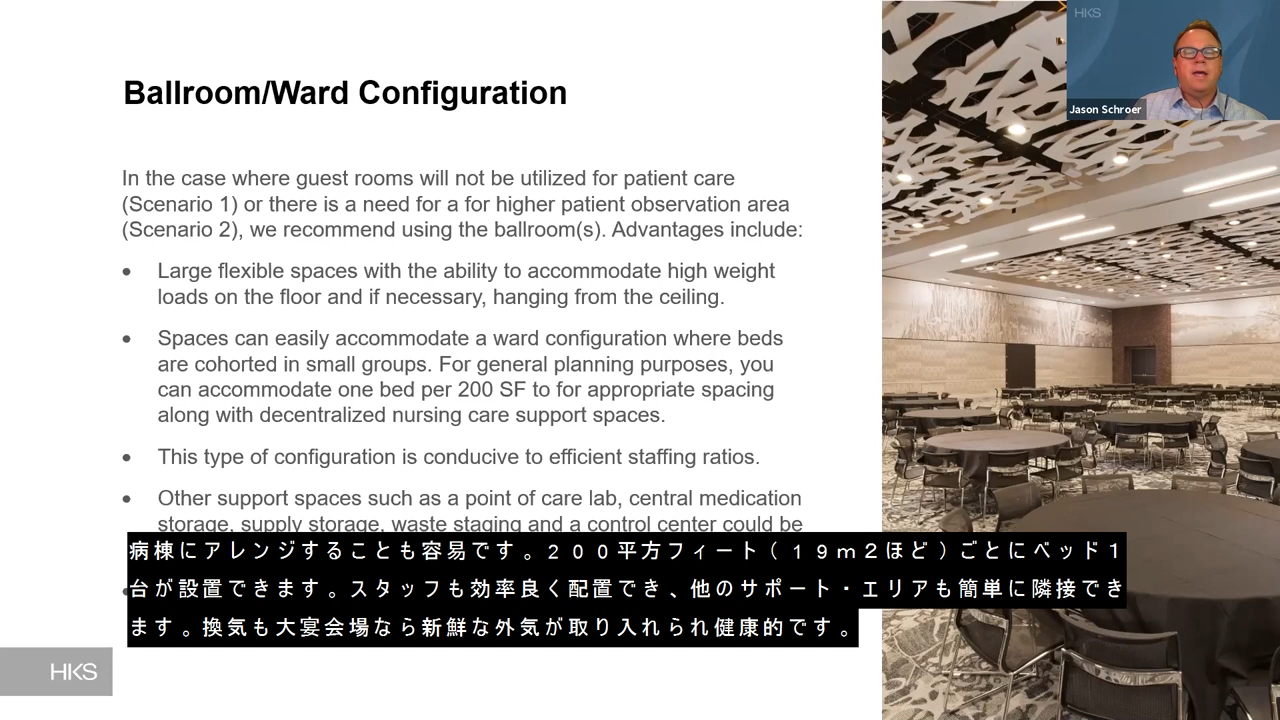 HKS
Jason Schroer
Ballroom/Ward Configuration
In the case where guest rooms will not be utilized for patient care
(Scenario 1) or there is a need for a for higher patient observation area
(Scenario 2), we recommend using the ballroom(s). Advantages include:
• Large flexible spaces with the ability to accommodate high weight
loads on the floor and if necessary, hanging from the ceiling.
• Spaces can easily accommodate a ward configuration where beds
are cohorted in small groups. For general planning purposes, you
can accommodate one bed per 200 SF to for appropriate spacing
along with decentralized nursing care support spaces.
• This type of configuration is conducive to efficient staffing ratios.
• Other support spaces such as a point of care lab, central medication
storage, supply storage, waste staging and a control center could be
病棟にアレンジすることも容易です。２００平方フィート（１９ｍ２ほど）ごとにベッド１
台が設置できます。スタッフも効率良く配置でき、他のサポート・エリアも簡単に隣接でき
ます。換気も大宴会場なら新鮮な外気が取り入れられ健康的です。
HKS